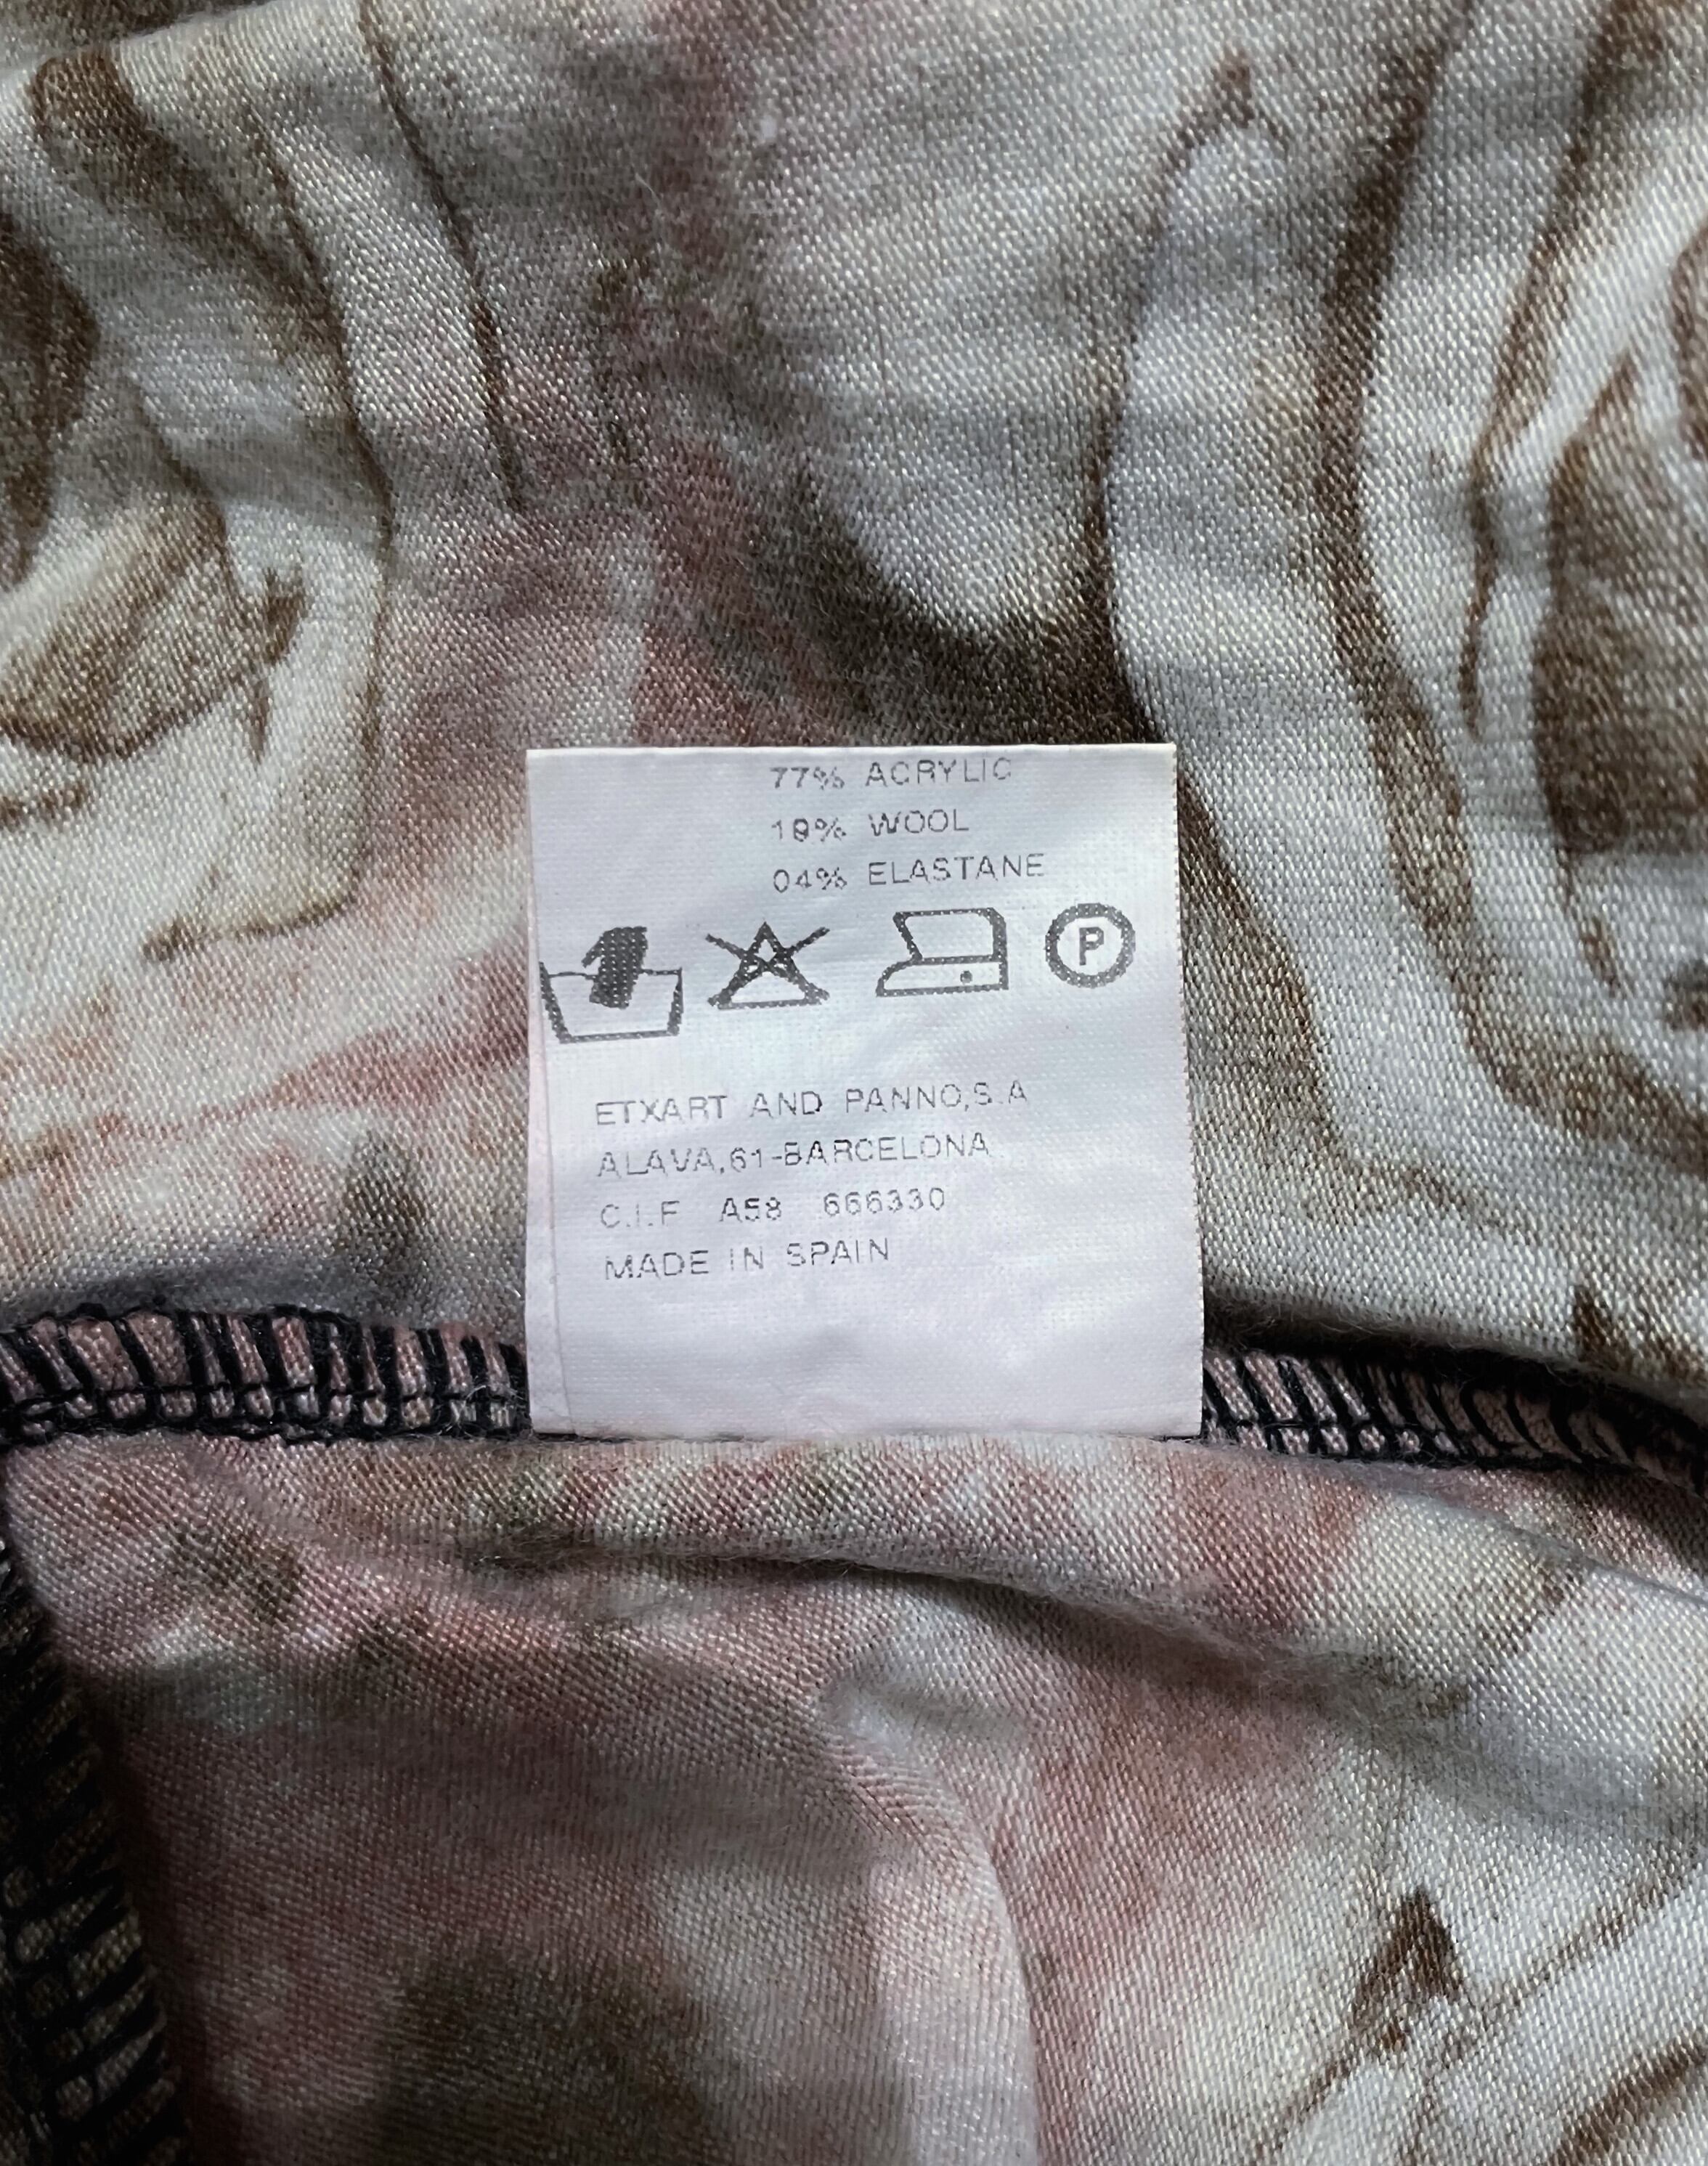 77% ACRYLIC
19% WOOL
04% ELASTANE
P
ETXART AND PANNO,S.A
ALAVA,61-BARCELONA
C.I.F A58 666330
MADE IN SPAIN